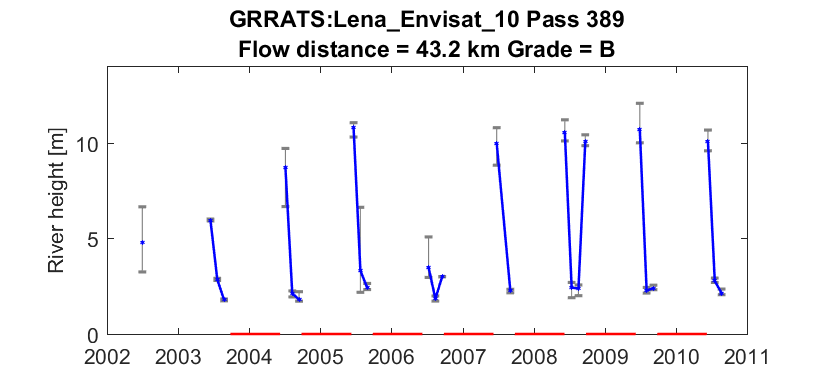 GRRATS:Lena_Envisat_10 Pass 389
Flow distance = 43.2 km Grade = B
River height [m]
10
5
0
2002 2003 2004 2005 2006 2007 2008 2009 2010 2011